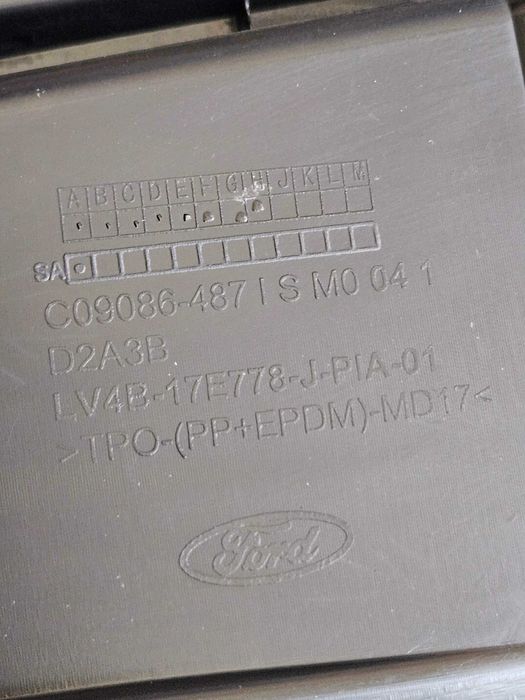 A B C D E F G H J K L M
SA
C09086-487 I S M0 04 1
D2A3B
LV4B-17E778-J-PIA-01
>TPO-(PP+EPDM)-MD17<
Ford